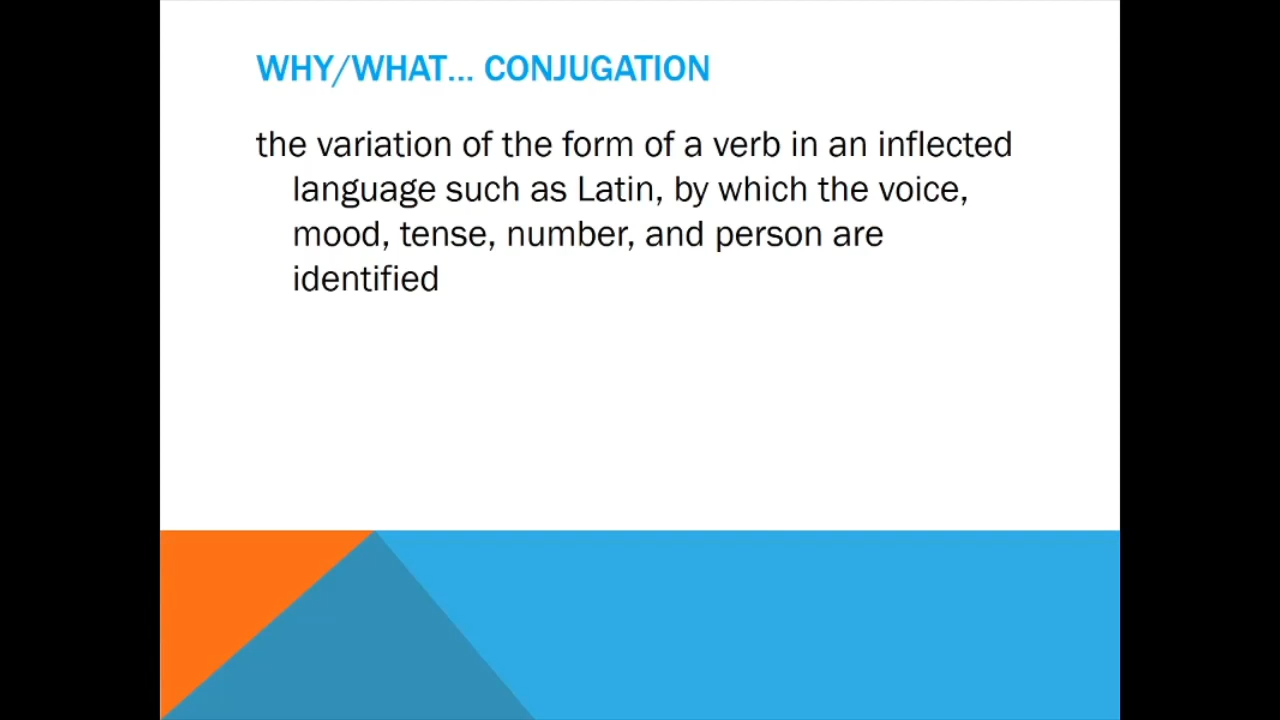 WHY/WHAT... CONJUGATION
the variation of the form of a verb in an inflected
language such as Latin, by which the voice,
mood, tense, number, and person are
identified